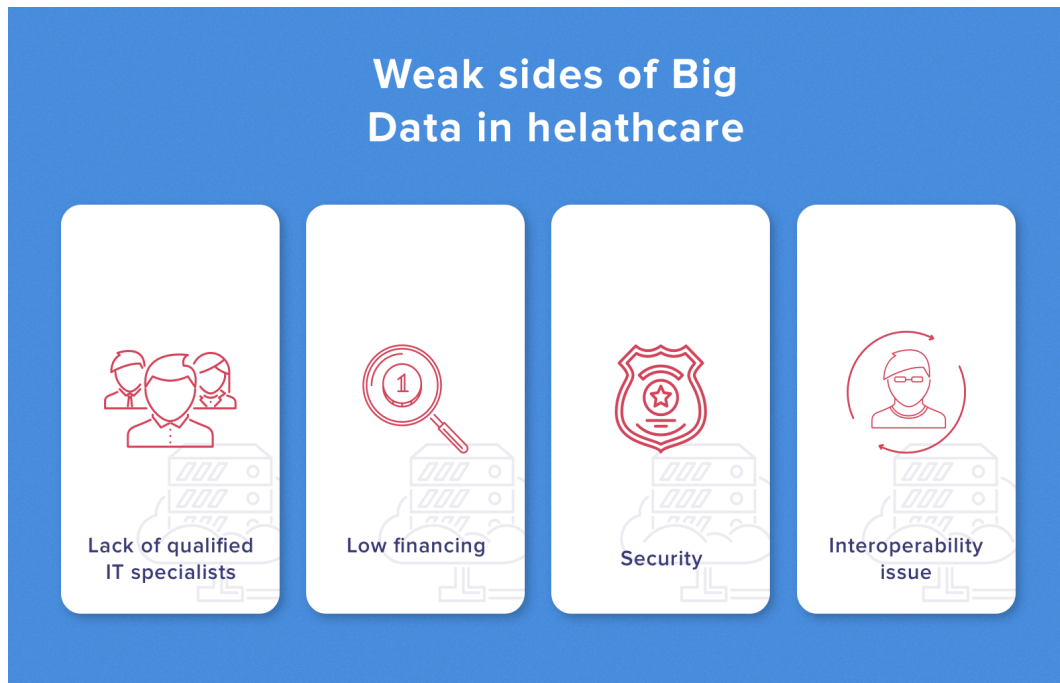 Weak sides of Big
Data in helathcare
1
Lack of qualified
IT specialists
Low financing
Security
Interoperability
issue